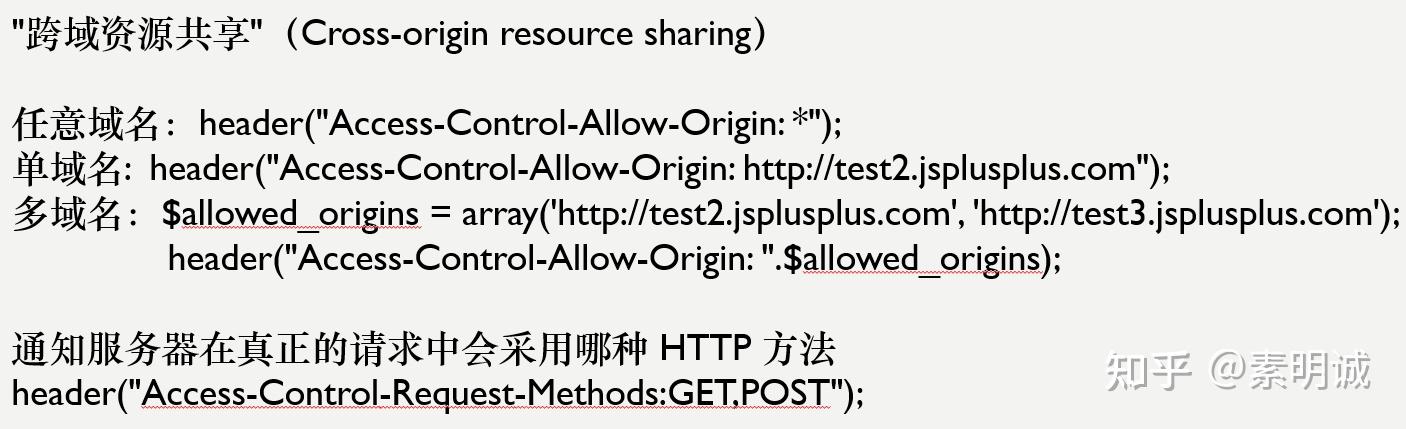 "跨域资源共享"（Cross-origin resource sharing）
任意域名：header("Access-Control-Allow-Origin: *");
单域名: header("Access-Control-Allow-Origin: http://test2.jsplusplus.com");
多域名：$allowed_origins = array('http://test2.jsplusplus.com', 'http://test3.jsplusplus.com');
header("Access-Control-Allow-Origin: ".$allowed_origins);
通知服务器在真正的请求中会采用哪种 HTTP 方法
header("Access-Control-Request-Methods:GET,POST");
知乎 @素明诚